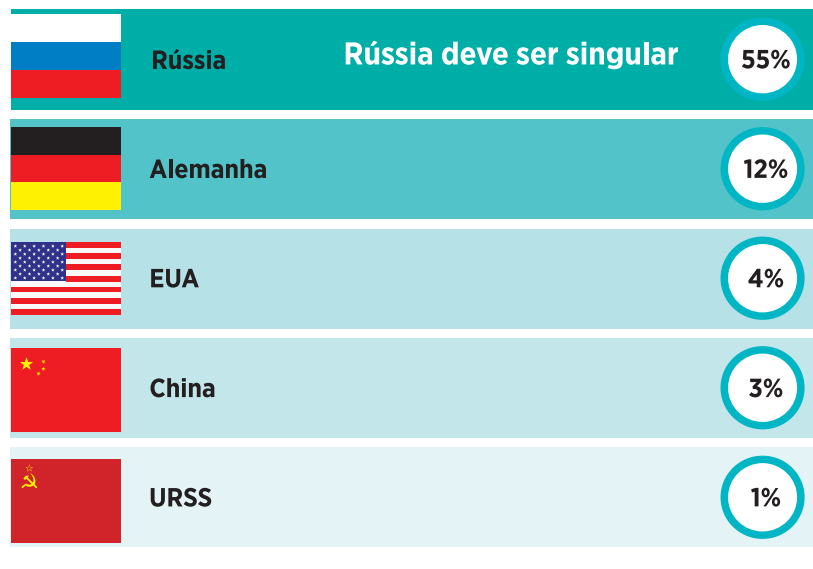 Rússia Rússia deve ser singular 55%
Alemanha 12%
EUA 4%
China 3%
URSS 1%